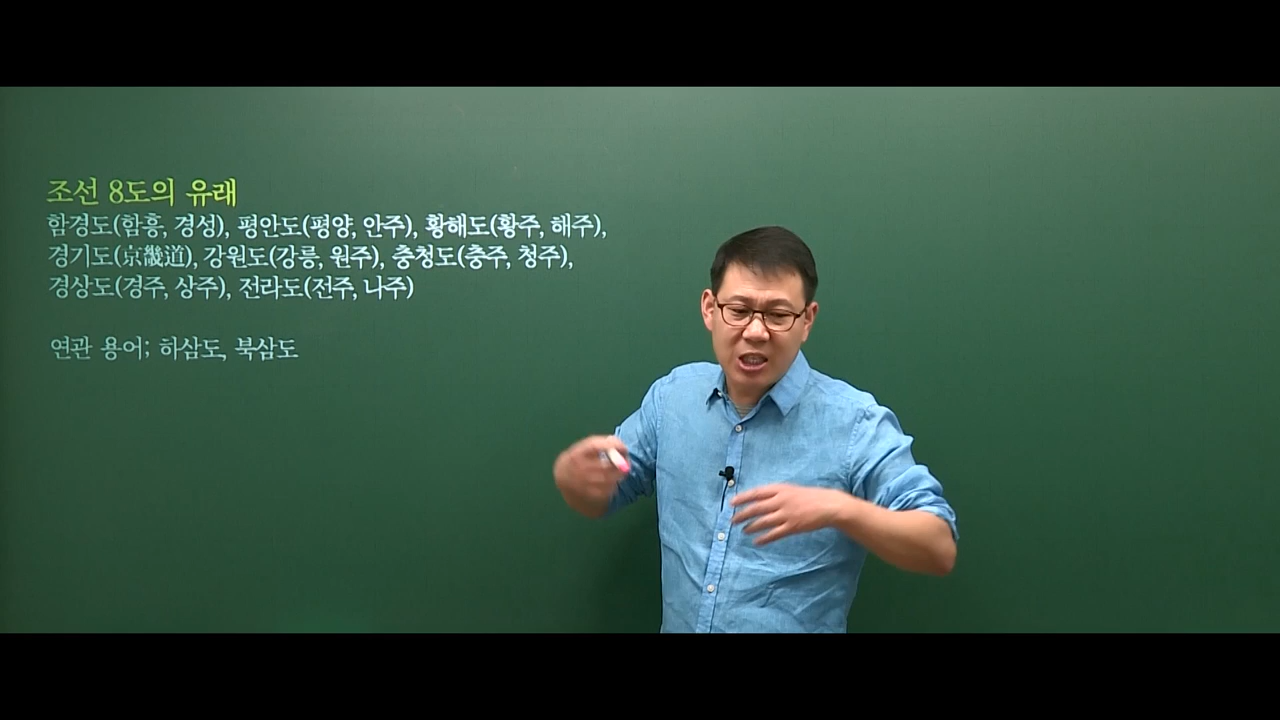 조선 8도의 유래
함경도(함흥, 경성), 평안도(평양, 안주), 황해도(황주, 해주),
경기도(京畿道), 강원도(강릉, 원주), 충청도(충주, 청주),
경상도(경주, 상주), 전라도(전주, 나주)
연관 용어; 하삼도, 북삼도